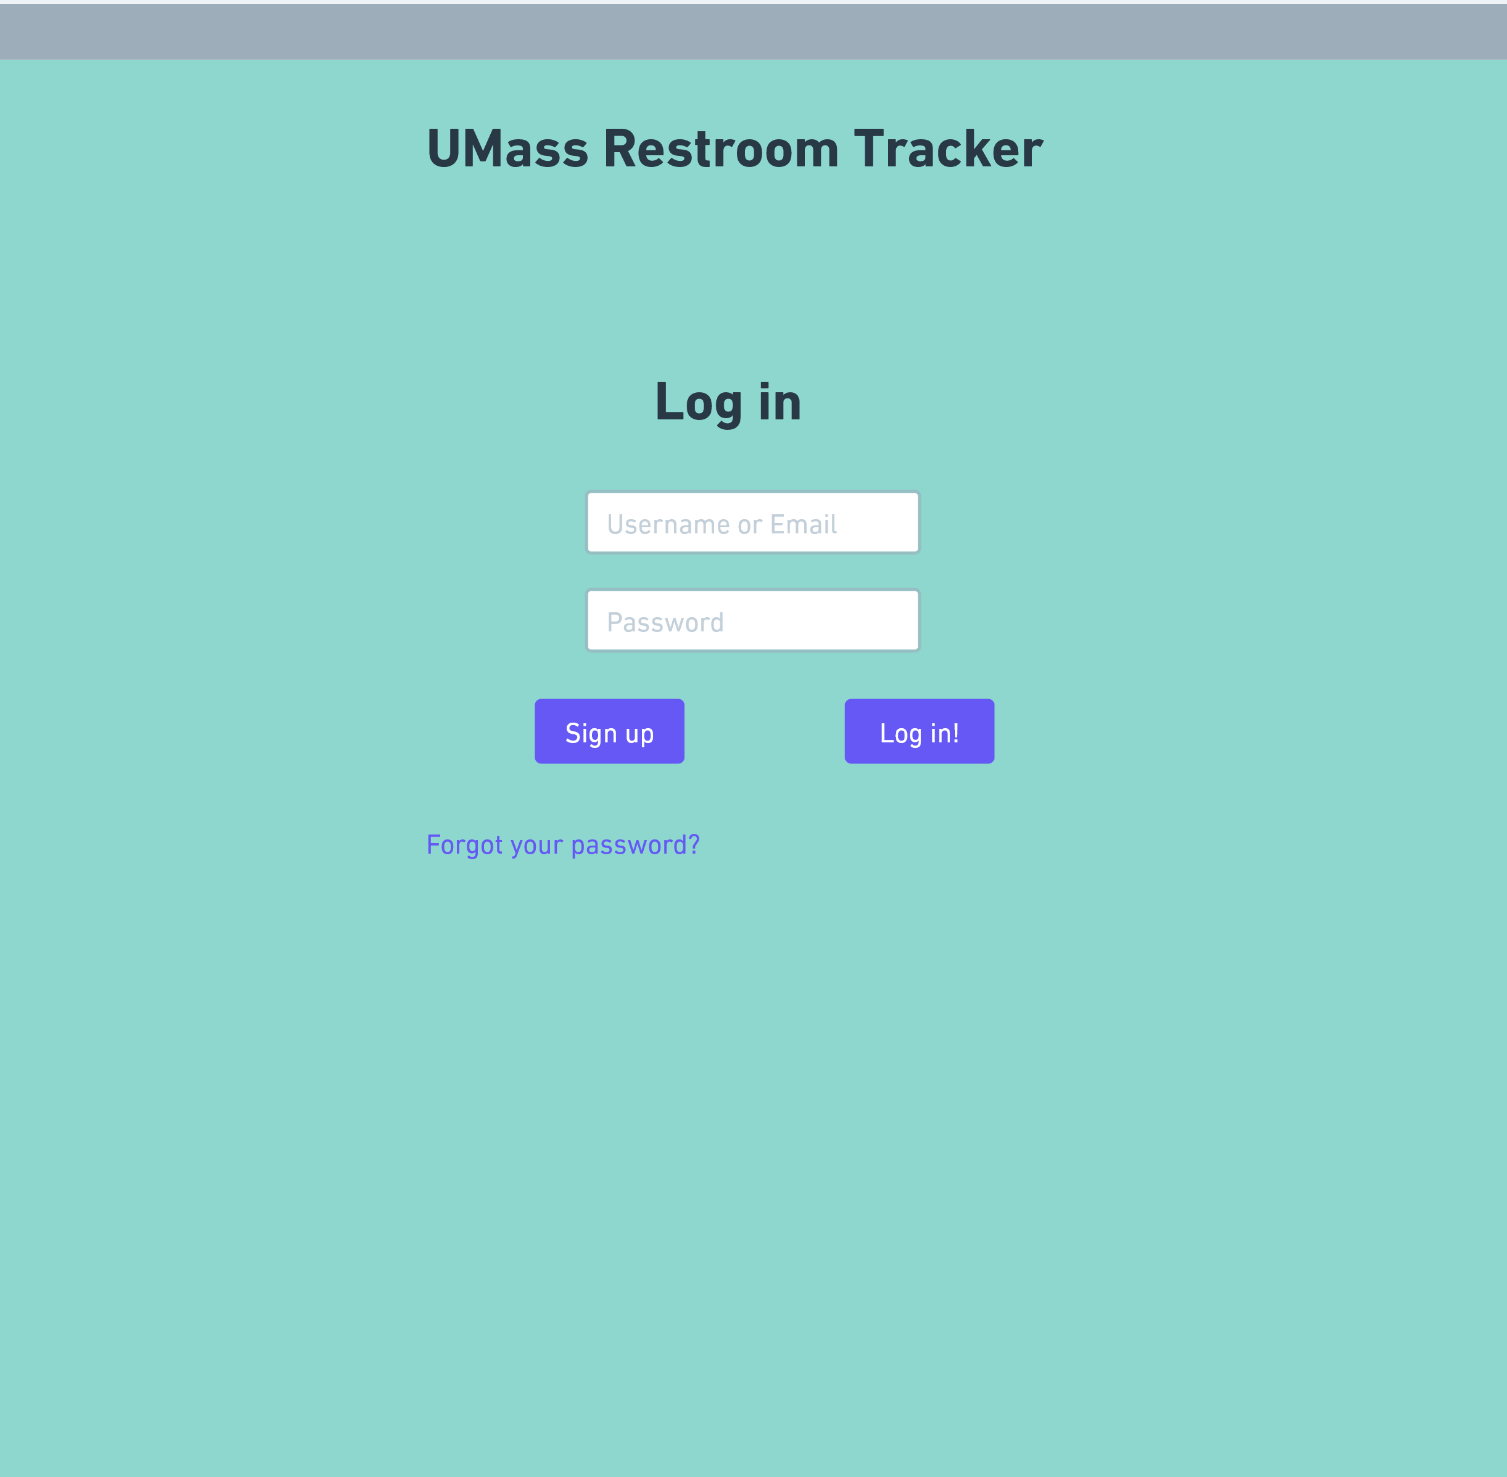 UMass Restroom Tracker
Log in
Username or Email
Password
Sign up
Log in!
Forgot your password?